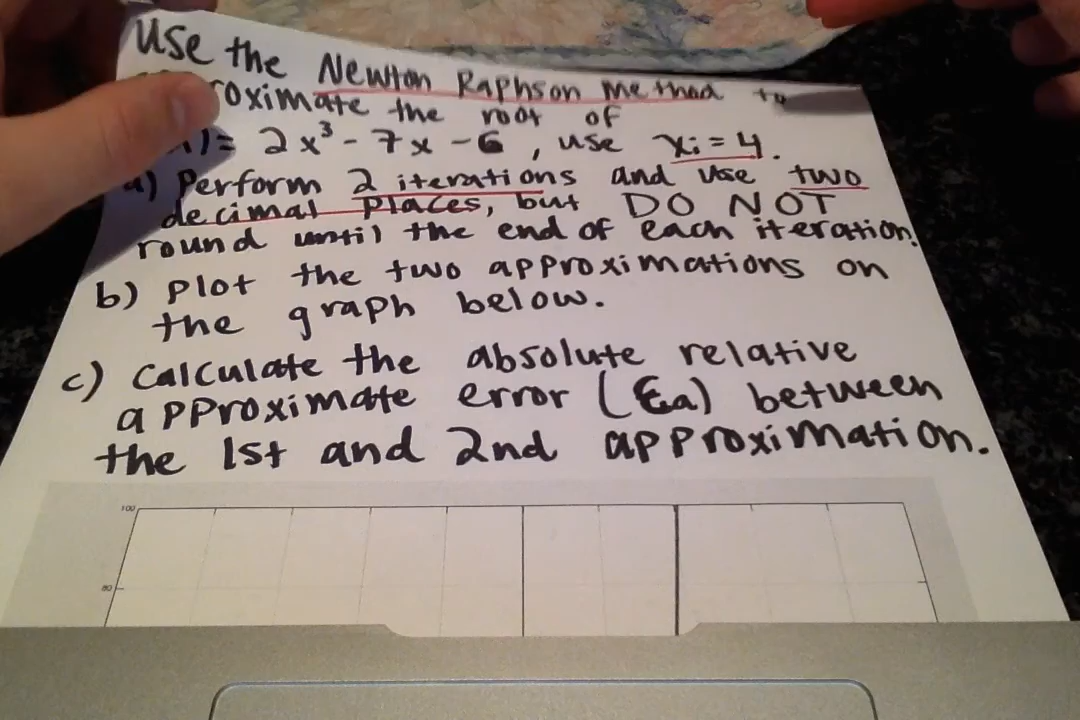 Use the Newton Raphson method to
roximate the root of
)= 2x³ - 7x - 6 , use xi = 4.
a) Perform 2 iterations and use two
decimal places, but DO NOT
round until the end of each iteration!
b) Plot the two approximations on
the graph below.
c) Calculate the absolute relative
approximate error (Ɛa) between
the 1st and 2nd approximation.
100
80